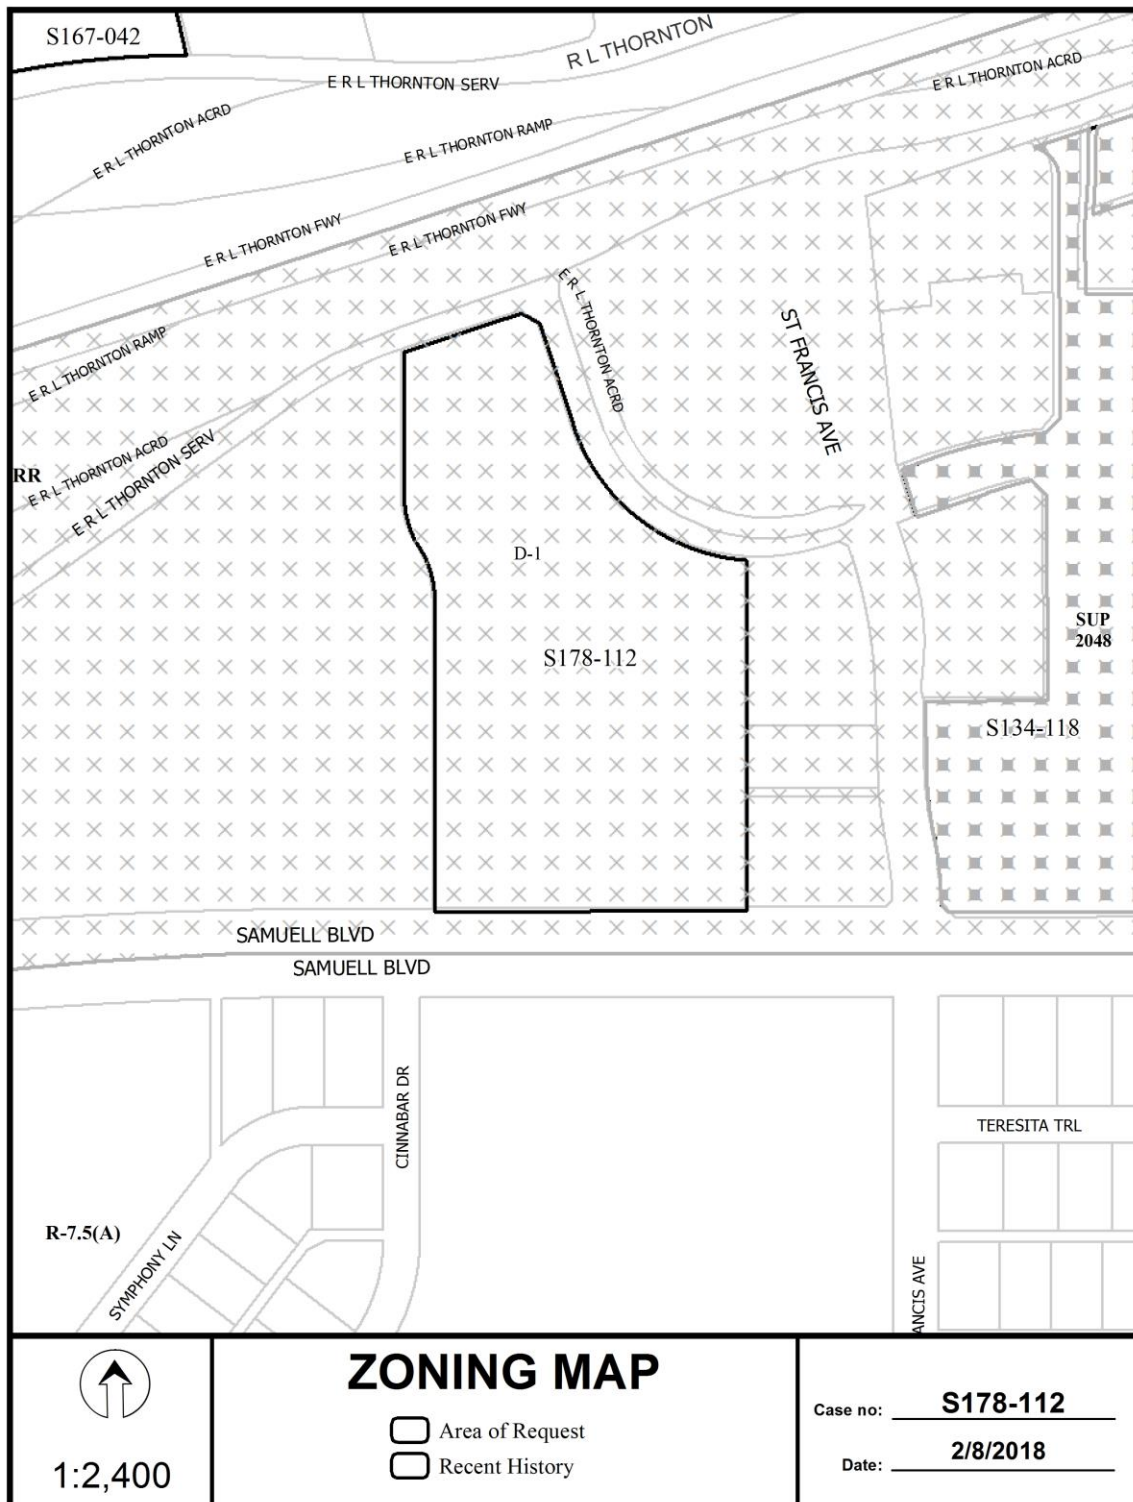 S167-042
R L THORNTON
E R L THORNTON SERV
E R L THORNTON ACRD
E R L THORNTON ACRD
E R L THORNTON RAMP
E R L THORNTON FWY
E R L THORNTON FWY
E R L THORNTON ACRD
ST FRANCIS AVE
E R L THORNTON RAMP
E R L THORNTON ACRD
E R L THORNTON SERV
RR
D-1
S178-112
SUP
2048
S134-118
SAMUELL BLVD
SAMUELL BLVD
CINNABAR DR
TERESITA TRL
R-7.5(A)
SYMPHONY LN
ANCIS AVE
1:2,400
ZONING MAP
Area of Request
Recent History
Case no: S178-112
Date: 2/8/2018